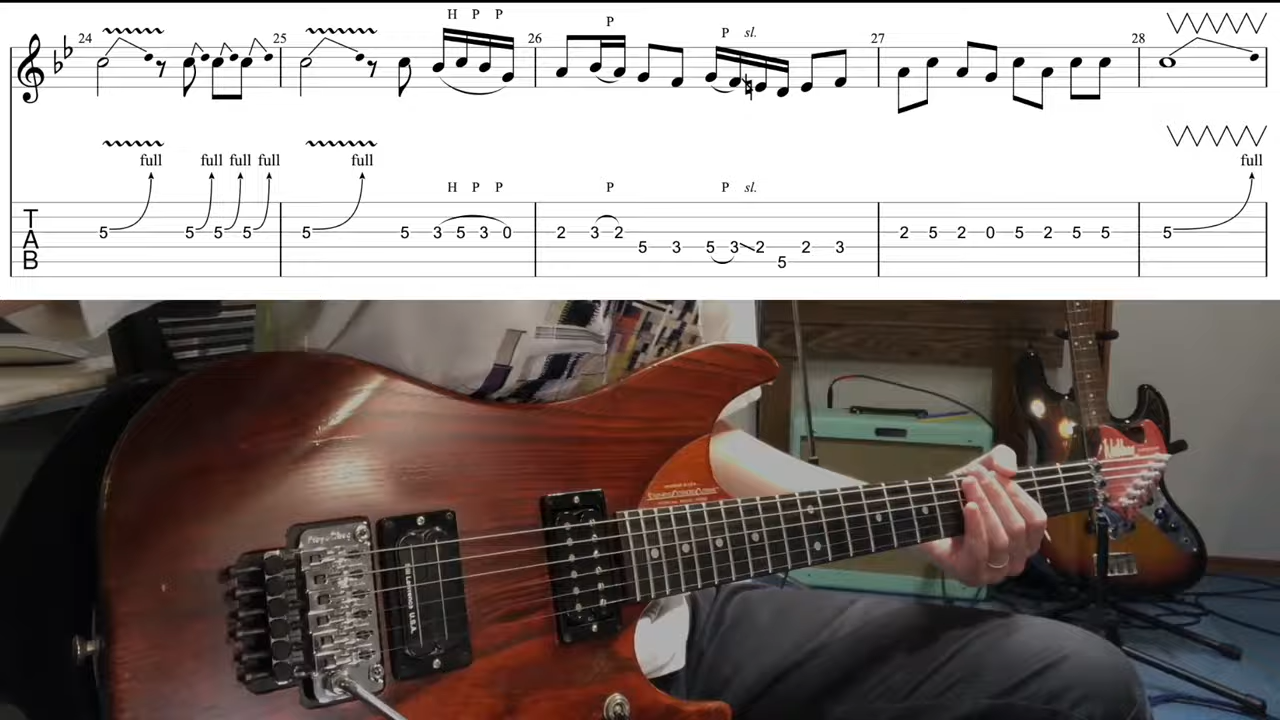 H P P P
24 25 26 P sl. 27 28
full full full full full full
H P P P P sl.
T
A
B
5 5 5 5 5 5 3 5 3 0 2 3 2 5 3 5 3 2 5 2 3 2 5 2 0 5 2 5 5 5
Bill Lawrence U.S.A.